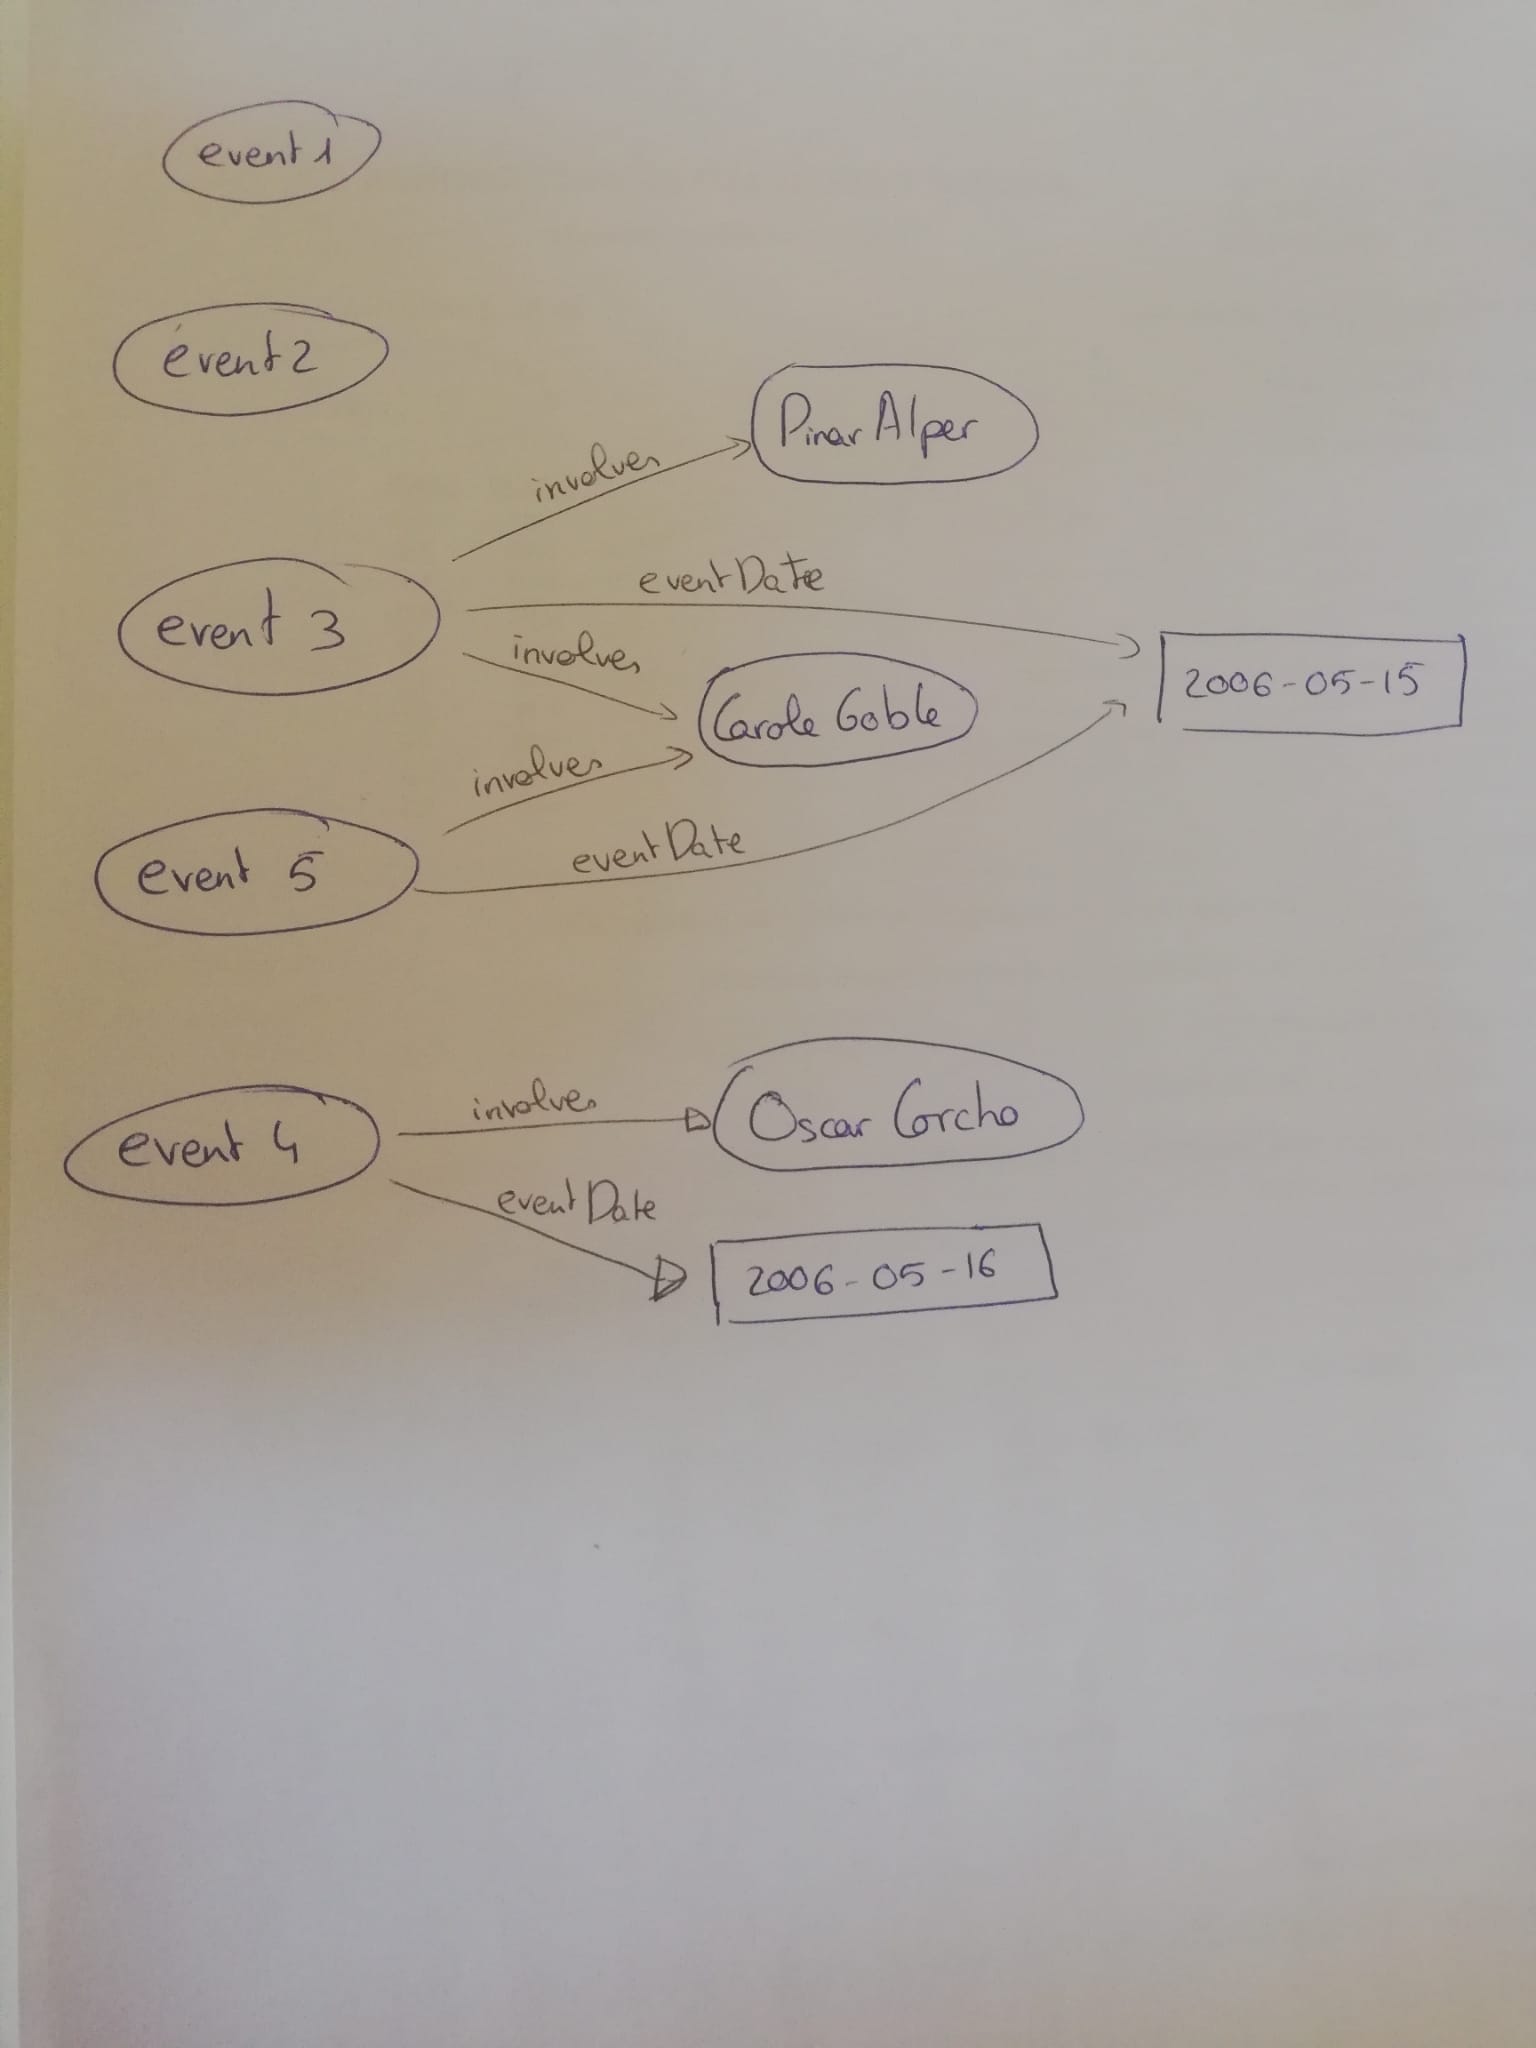 event 1
event 2
Pinar Alper
involves
eventDate
event 3
involves
2006-05-15
Carole Goble
involves
eventDate
event 5
involves
Oscar Corcho
event 4
eventDate
2006-05-16